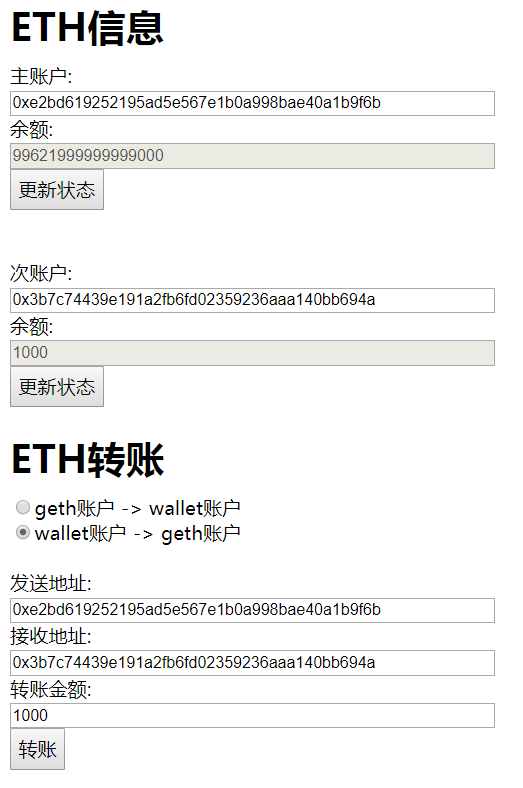 ETH信息
主账户:
0xe2bd619252195ad5e567e1b0a998bae40a1b9f6b
余额:
99621999999999000
更新状态
次账户:
0x3b7c74439e191a2fb6fd02359236aaa140bb694a
余额:
1000
更新状态
ETH转账
geth账户 -> wallet账户
wallet账户 -> geth账户
发送地址:
0xe2bd619252195ad5e567e1b0a998bae40a1b9f6b
接收地址:
0x3b7c74439e191a2fb6fd02359236aaa140bb694a
转账金额:
1000
转账